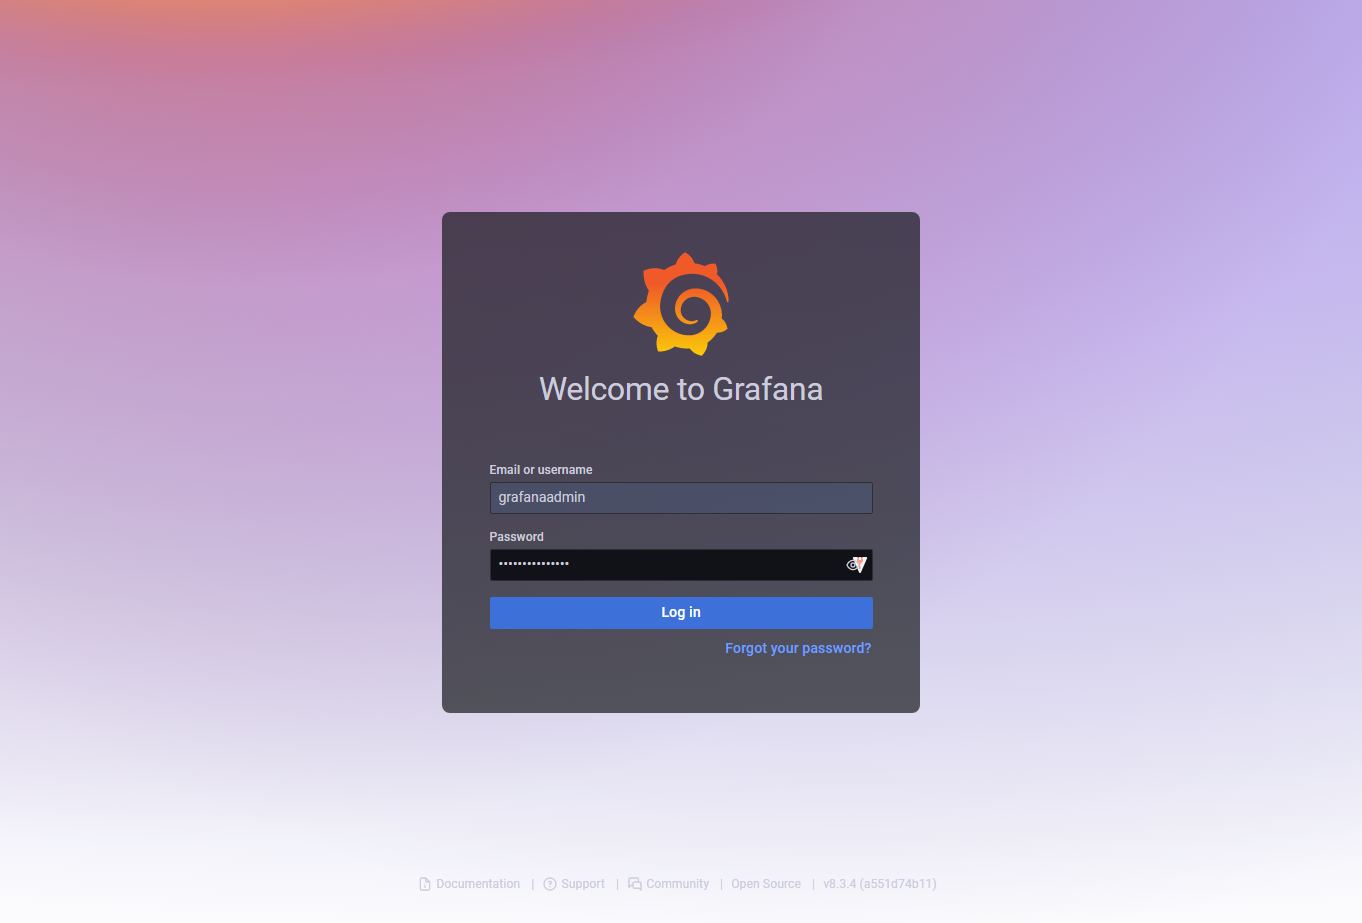 Welcome to Grafana
Email or username
grafanaadmin
Password
••••••••••••••
Log in
Forgot your password?
Documentation | Support | Community | Open Source | v8.3.4 (a551d74b11)